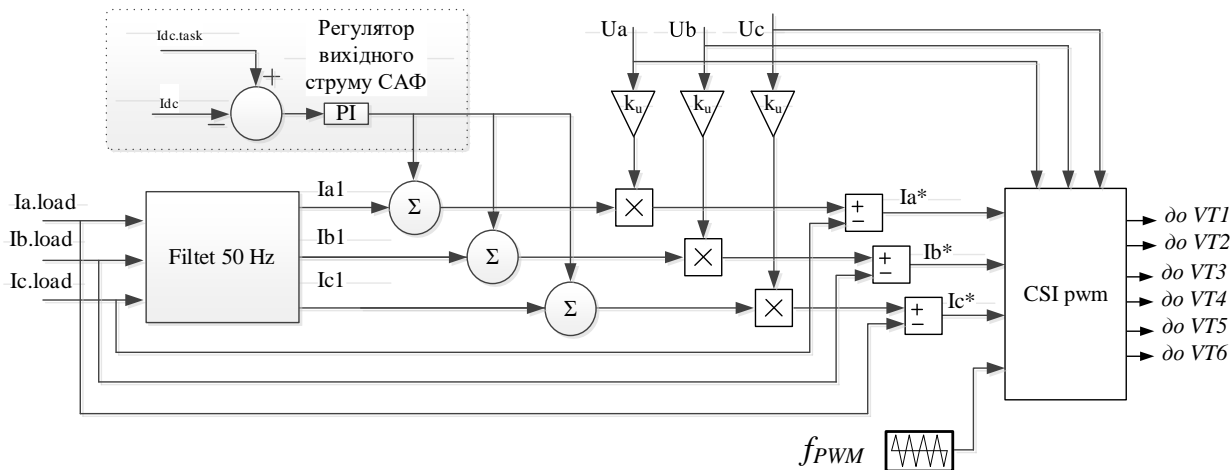 Idc.task
Регулятор
вихідного
струму САФ
Idc
+
−
PI
Ua
Ub
Uc
ku
ku
ku
Ia.load
Ib.load
Ic.load
Filtet 50 Hz
Ia1
Ib1
Ic1
Σ
Σ
Σ
×
×
×
+
−
+
−
+
−
Ia*
Ib*
Ic*
CSI pwm
до VT1
до VT2
до VT3
до VT4
до VT5
до VT6
fPWM